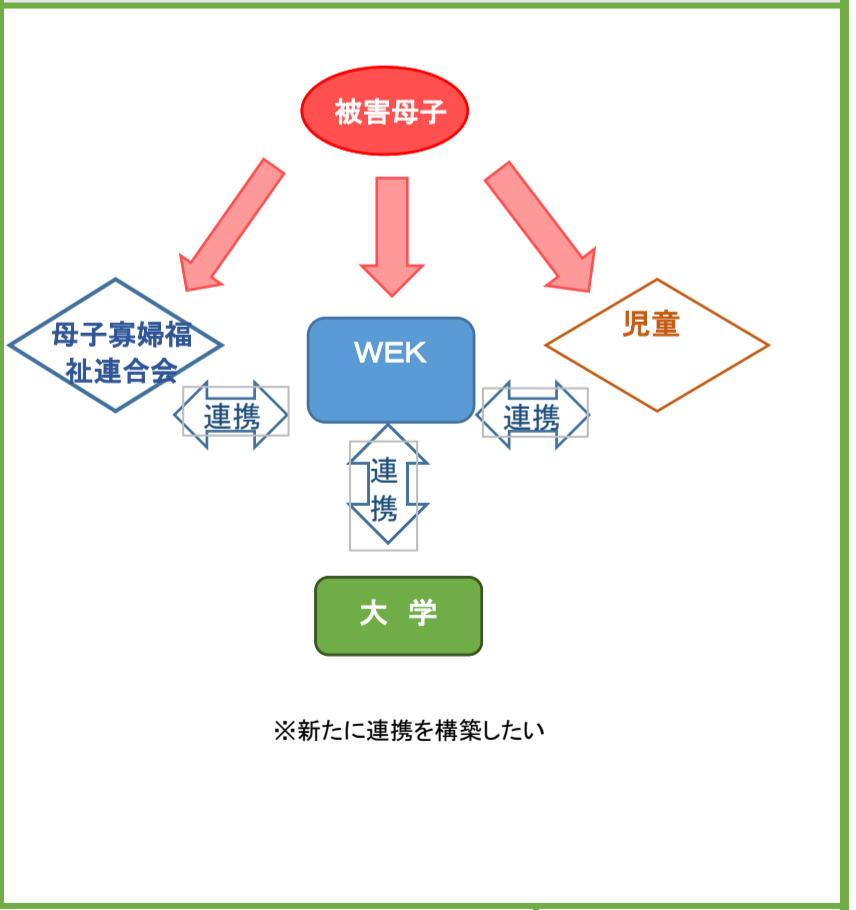 被害母子
母子寡婦福
祉連合会
WEK
児童
連携
連携
連
携
大 学
※新たに連携を構築したい